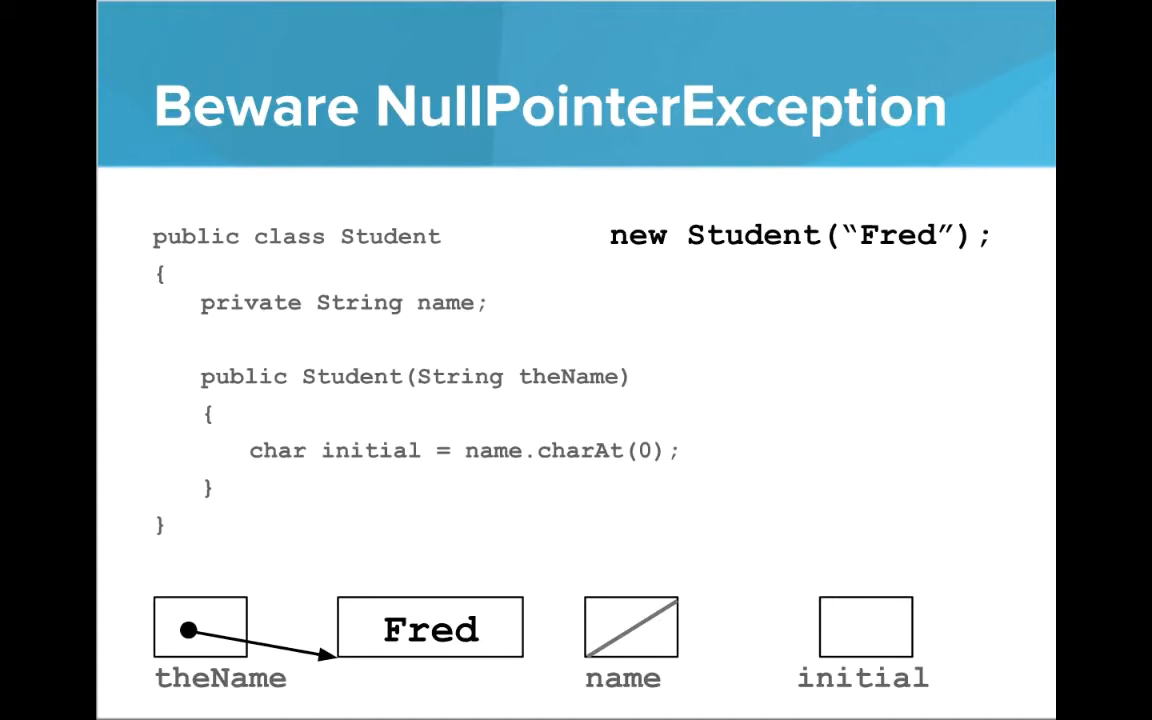 Beware NullPointerException
public class Student
new Student(“Fred”);
{
private String name;
public Student(String theName)
{
char initial = name.charAt(0);
}
}
Fred
theName
name
initial